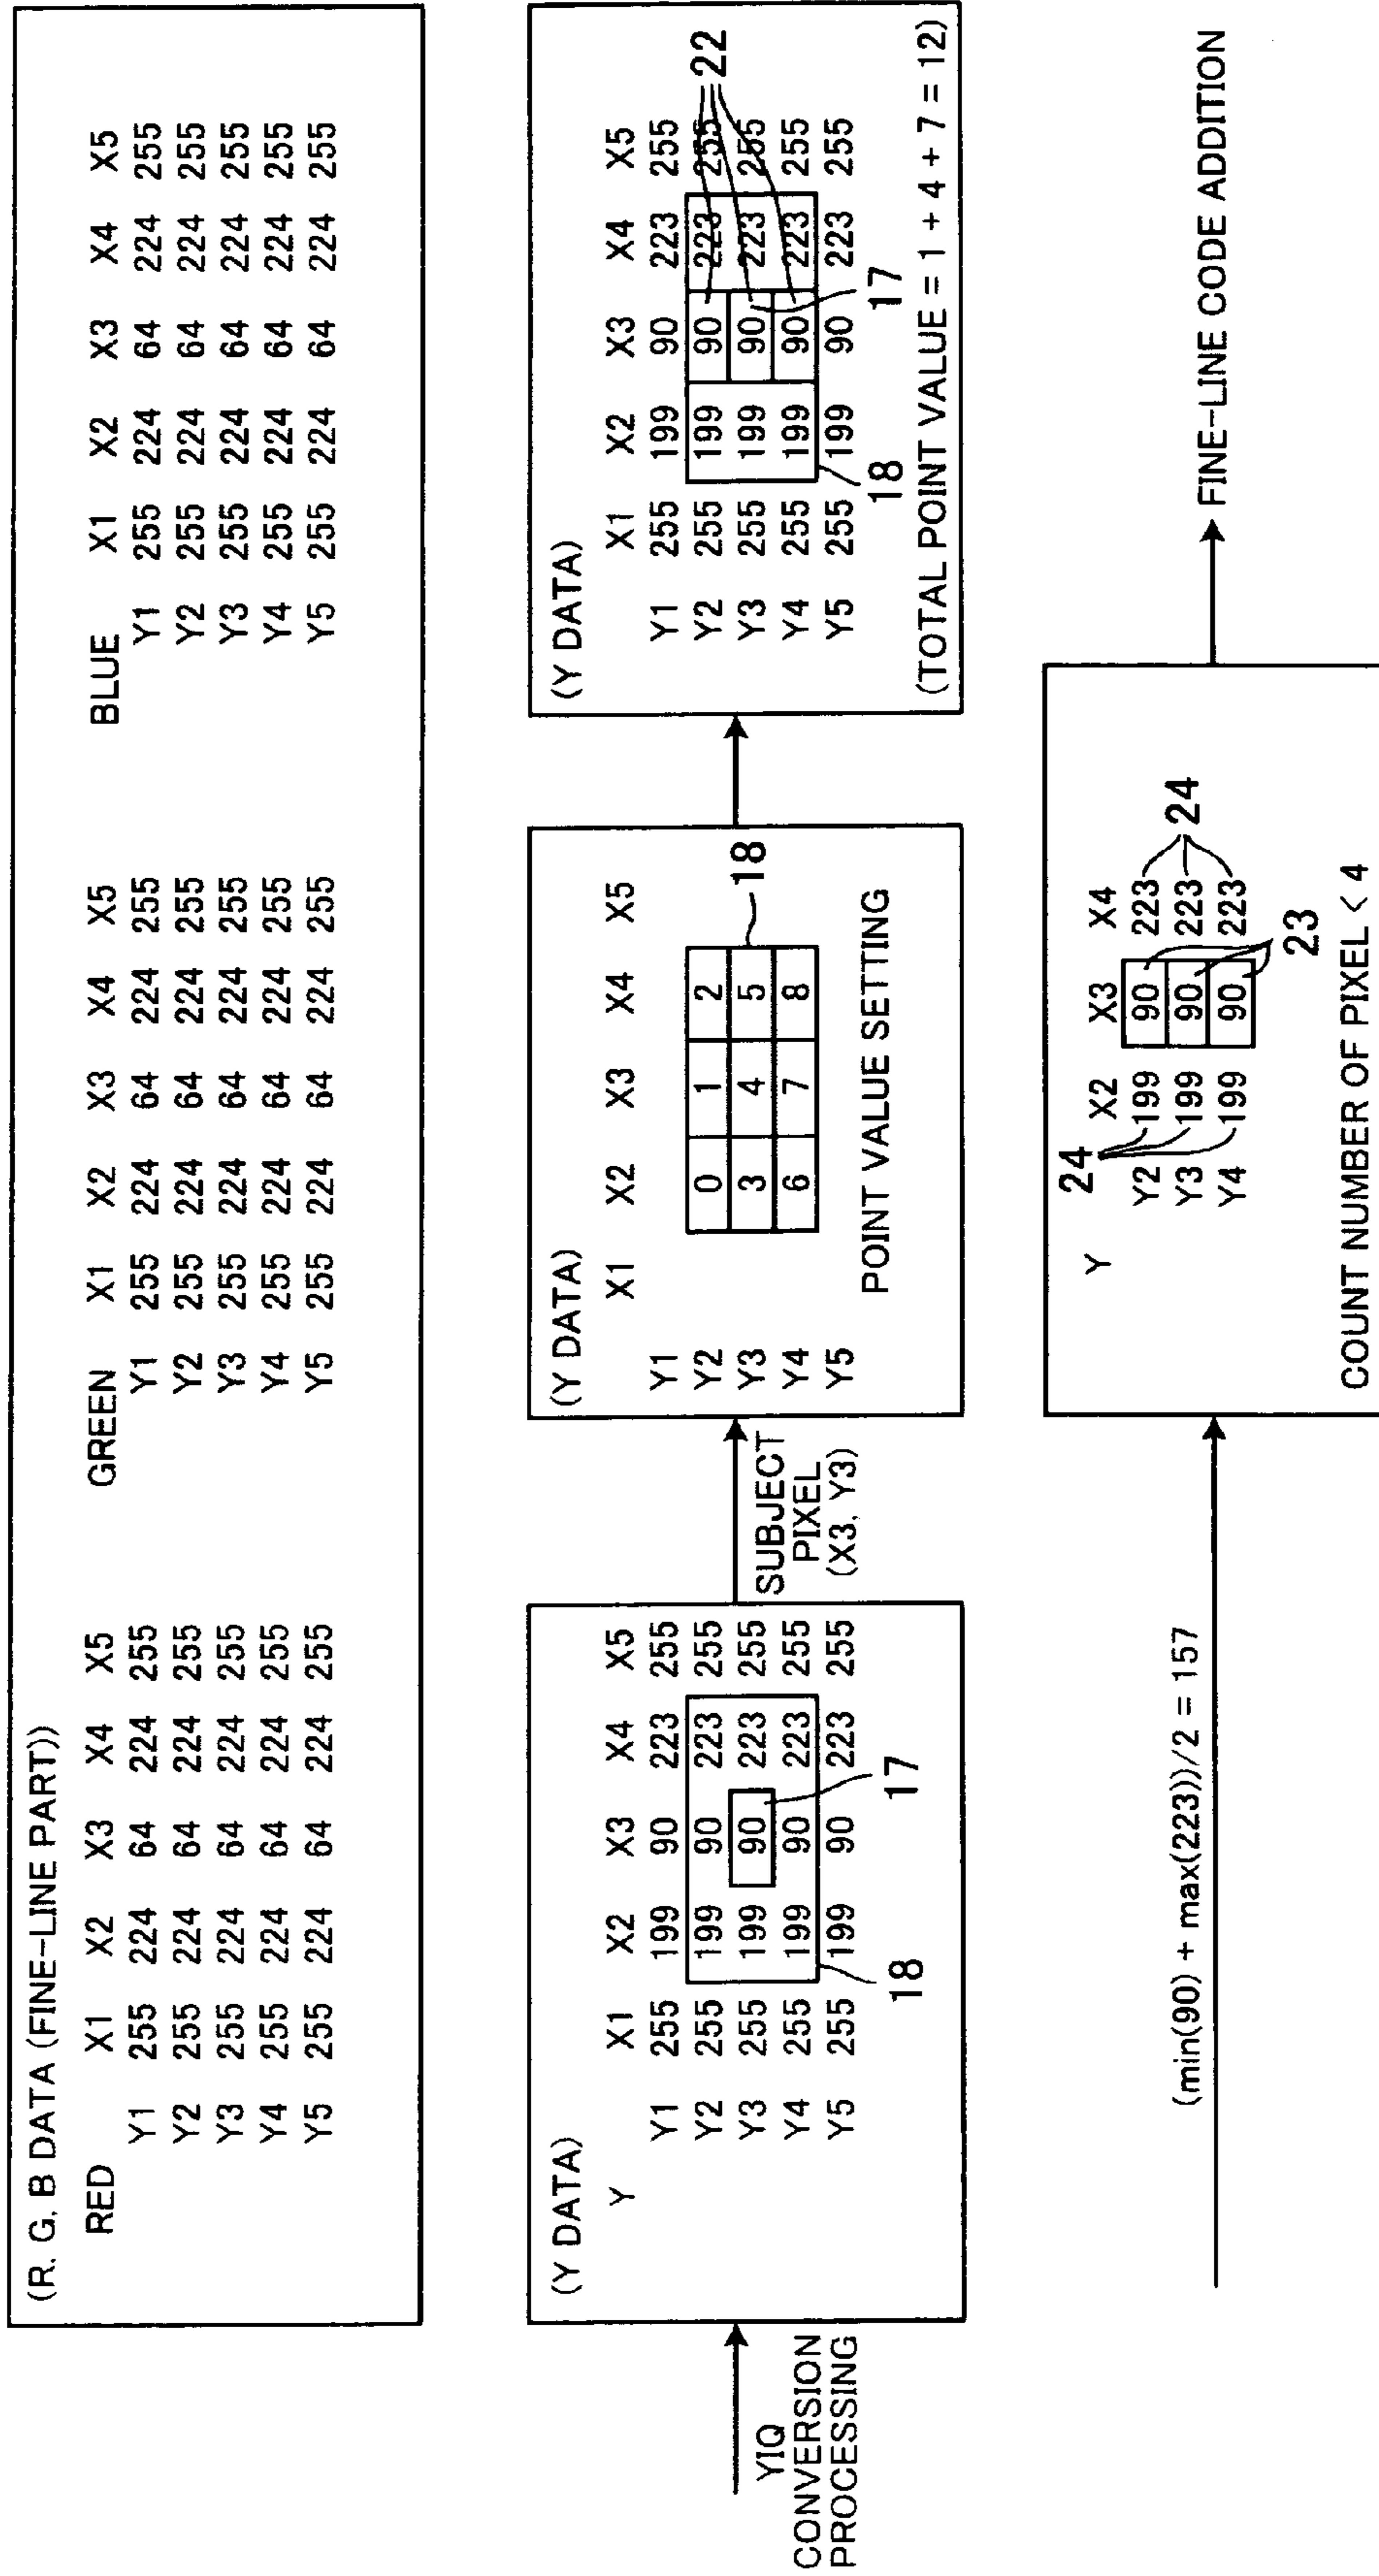 (R. G. B DATA (FINE-LINE PART))
RED X1 X2 X3 X4 X5
Y1 255 224 64 224 255
Y2 255 224 64 224 255
Y3 255 224 64 224 255
Y4 255 224 64 224 255
Y5 255 224 64 224 255
GREEN X1 X2 X3 X4 X5
Y1 255 224 64 224 255
Y2 255 224 64 224 255
Y3 255 224 64 224 255
Y4 255 224 64 224 255
Y5 255 224 64 224 255
BLUE X1 X2 X3 X4 X5
Y1 255 224 64 224 255
Y2 255 224 64 224 255
Y3 255 224 64 224 255
Y4 255 224 64 224 255
Y5 255 224 64 224 255
YIQ
CONVERSION
PROCESSING
(Y DATA)
Y X1 X2 X3 X4 X5
Y1 255 199 90 223 255
Y2 255 199 90 223 255
Y3 255 199 90 223 255
Y4 255 199 90 223 255
Y5 255 199 90 223 255
18 17
SUBJECT
PIXEL
(X3, Y3)
(Y DATA)
X1 X2 X3 X4 X5
Y1
Y2 0 1 2
Y3 3 4 5 18
Y4 6 7 8
Y5
POINT VALUE SETTING
(Y DATA)
X1 X2 X3 X4 X5 22
Y1 255 199 90 223 255
Y2 255 199 90 223 255
Y3 255 199 90 223 255
Y4 255 199 90 223 255
Y5 255 199 90 223 255
18 17
(TOTAL POINT VALUE = 1 + 4 + 7 = 12)
(min(90) + max(223))/2 = 157
24
Y X2 X3 X4
Y2 199 90 223
Y3 199 90 223 24
Y4 199 90 223
23
COUNT NUMBER OF PIXEL < 4
FINE-LINE CODE ADDITION